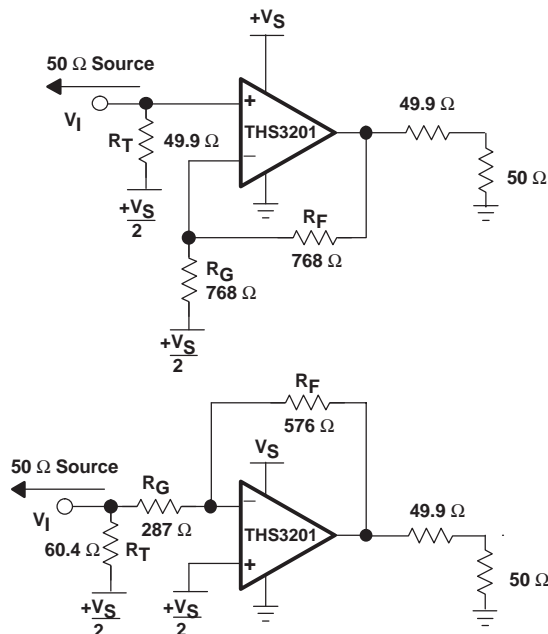 +VS
50 Ω Source
VI
RT
49.9 Ω
+VS
2
+
THS3201
−
49.9 Ω
50 Ω
RF
768 Ω
RG
768 Ω
+VS
2
RF
576 Ω
50 Ω Source
VS
VI
RG
287 Ω
60.4 Ω
RT
−
THS3201
+
49.9 Ω
50 Ω
+VS
2
+VS
2